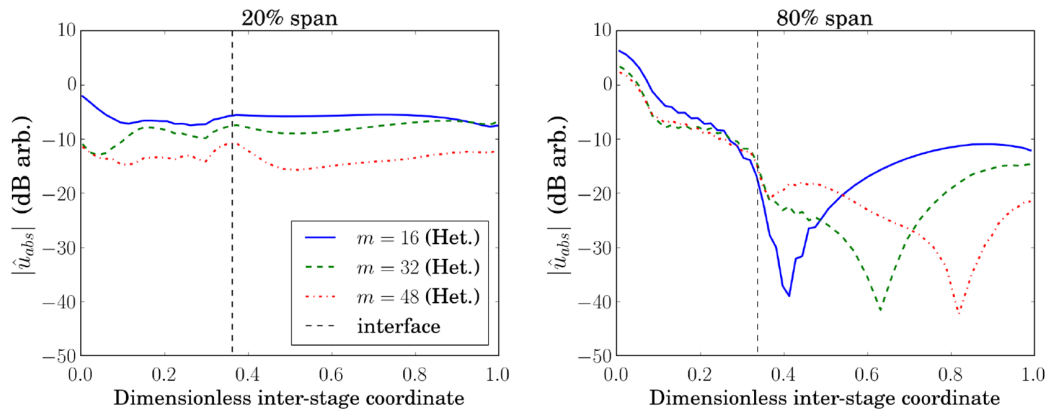 20% span
10
0
−10
−20
−30
−40
−50
|û_abs| (dB arb.)
m = 16 (Het.)
m = 32 (Het.)
m = 48 (Het.)
interface
0.0 0.2 0.4 0.6 0.8 1.0
Dimensionless inter-stage coordinate
80% span
10
0
−10
−20
−30
−40
−50
|û_abs| (dB arb.)
0.0 0.2 0.4 0.6 0.8 1.0
Dimensionless inter-stage coordinate